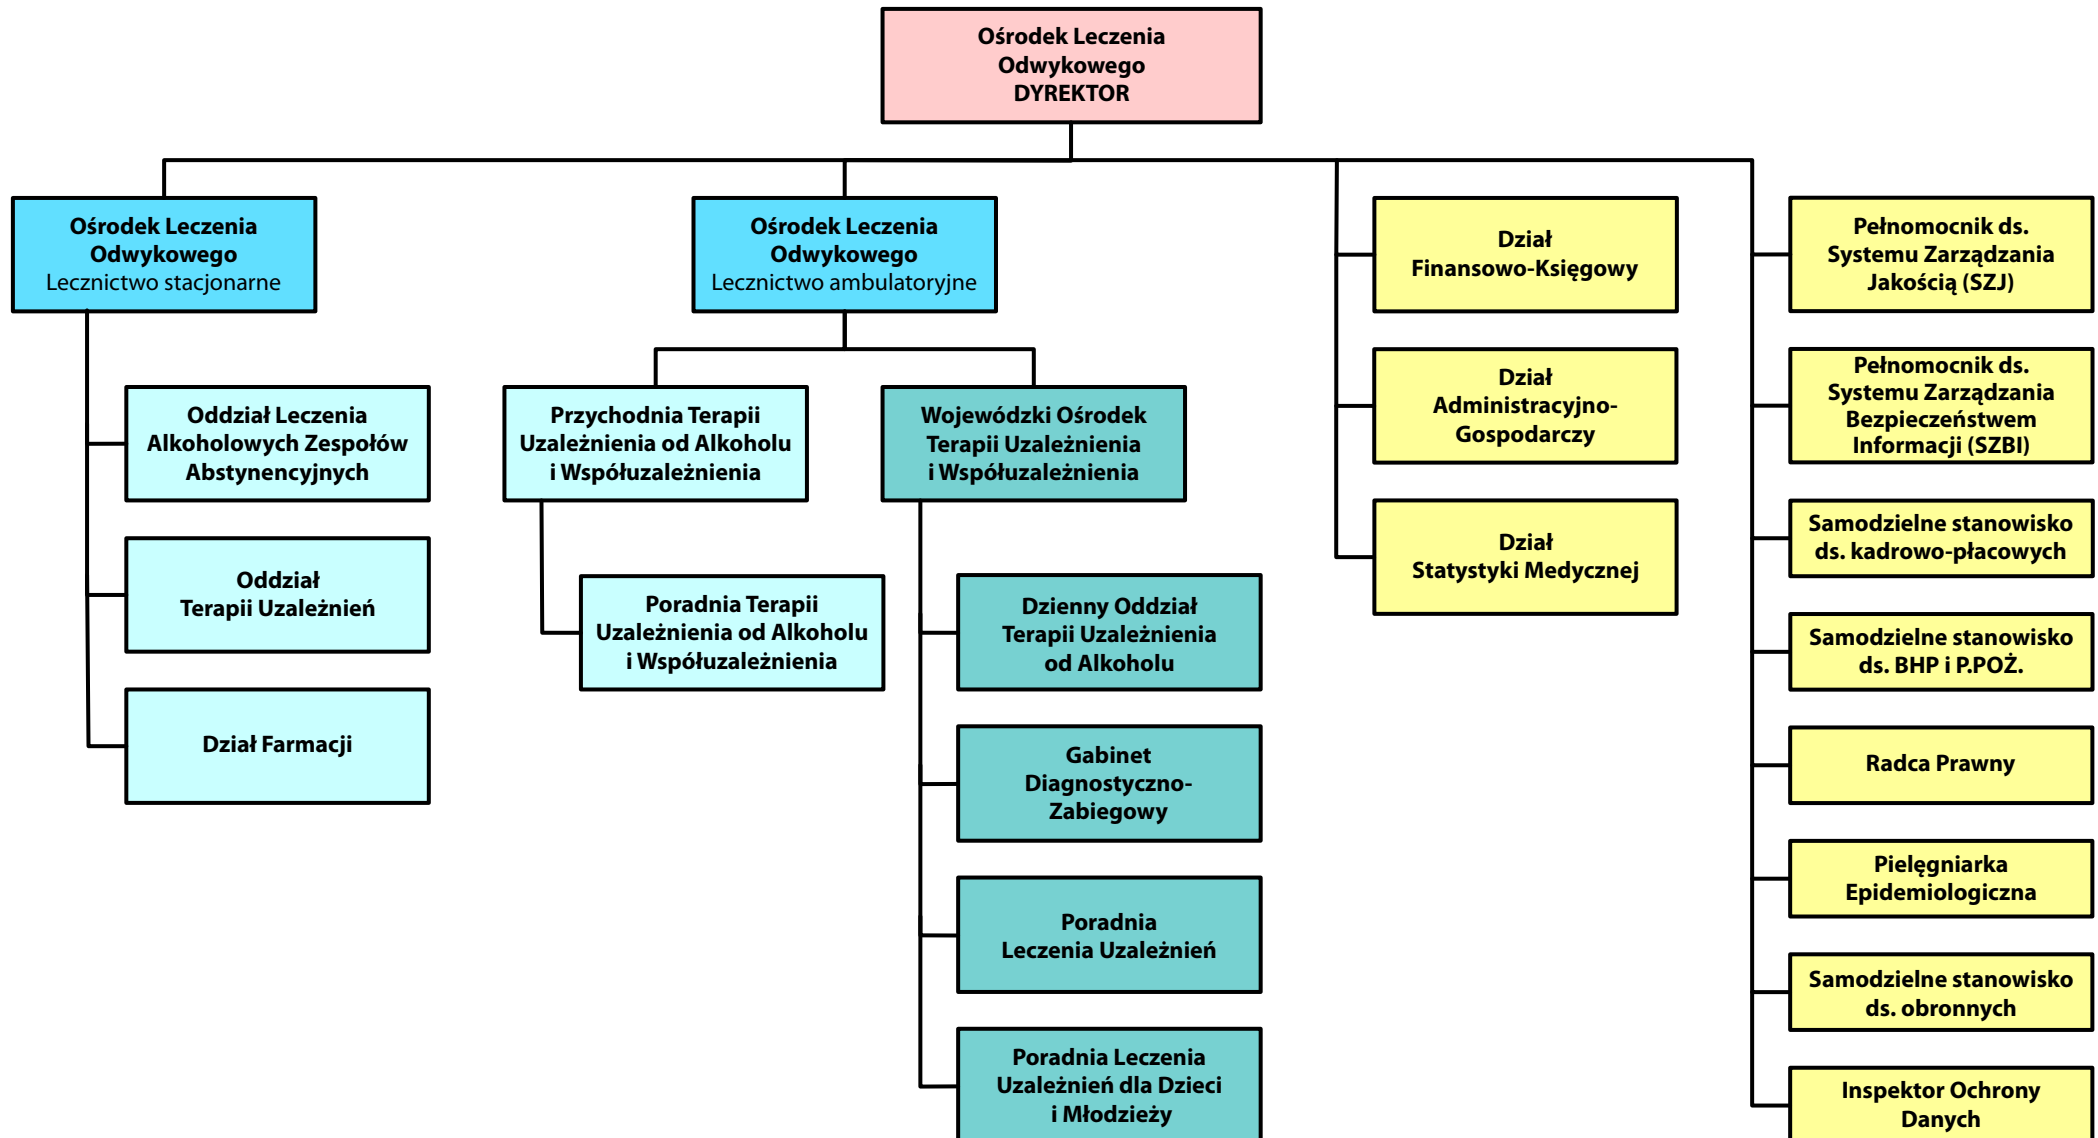 Ośrodek Leczenia
Odwykowego
DYREKTOR
Ośrodek Leczenia
Odwykowego
Lecznictwo stacjonarne
Oddział Leczenia
Alkoholowych Zespołów
Abstynencyjnych
Oddział
Terapii Uzależnień
Dział Farmacji
Ośrodek Leczenia
Odwykowego
Lecznictwo ambulatoryjne
Przychodnia Terapii
Uzależnienia od Alkoholu
i Współuzależnienia
Poradnia Terapii
Uzależnienia od Alkoholu
i Współuzależnienia
Wojewódzki Ośrodek
Terapii Uzależnienia
i Współuzależnienia
Dzienny Oddział
Terapii Uzależnienia
od Alkoholu
Gabinet
Diagnostyczno-
Zabiegowy
Poradnia
Leczenia Uzależnień
Poradnia Leczenia
Uzależnień dla Dzieci
i Młodzieży
Dział
Finansowo-Księgowy
Dział
Administracyjno-
Gospodarczy
Dział
Statystyki Medycznej
Pełnomocnik ds.
Systemu Zarządzania
Jakością (SZJ)
Pełnomocnik ds.
Systemu Zarządzania
Bezpieczeństwem
Informacji (SZBI)
Samodzielne stanowisko
ds. kadrowo-płacowych
Samodzielne stanowisko
ds. BHP i P.POŻ.
Radca Prawny
Pielęgniarka
Epidemiologiczna
Samodzielne stanowisko
ds. obronnych
Inspektor Ochrony
Danych